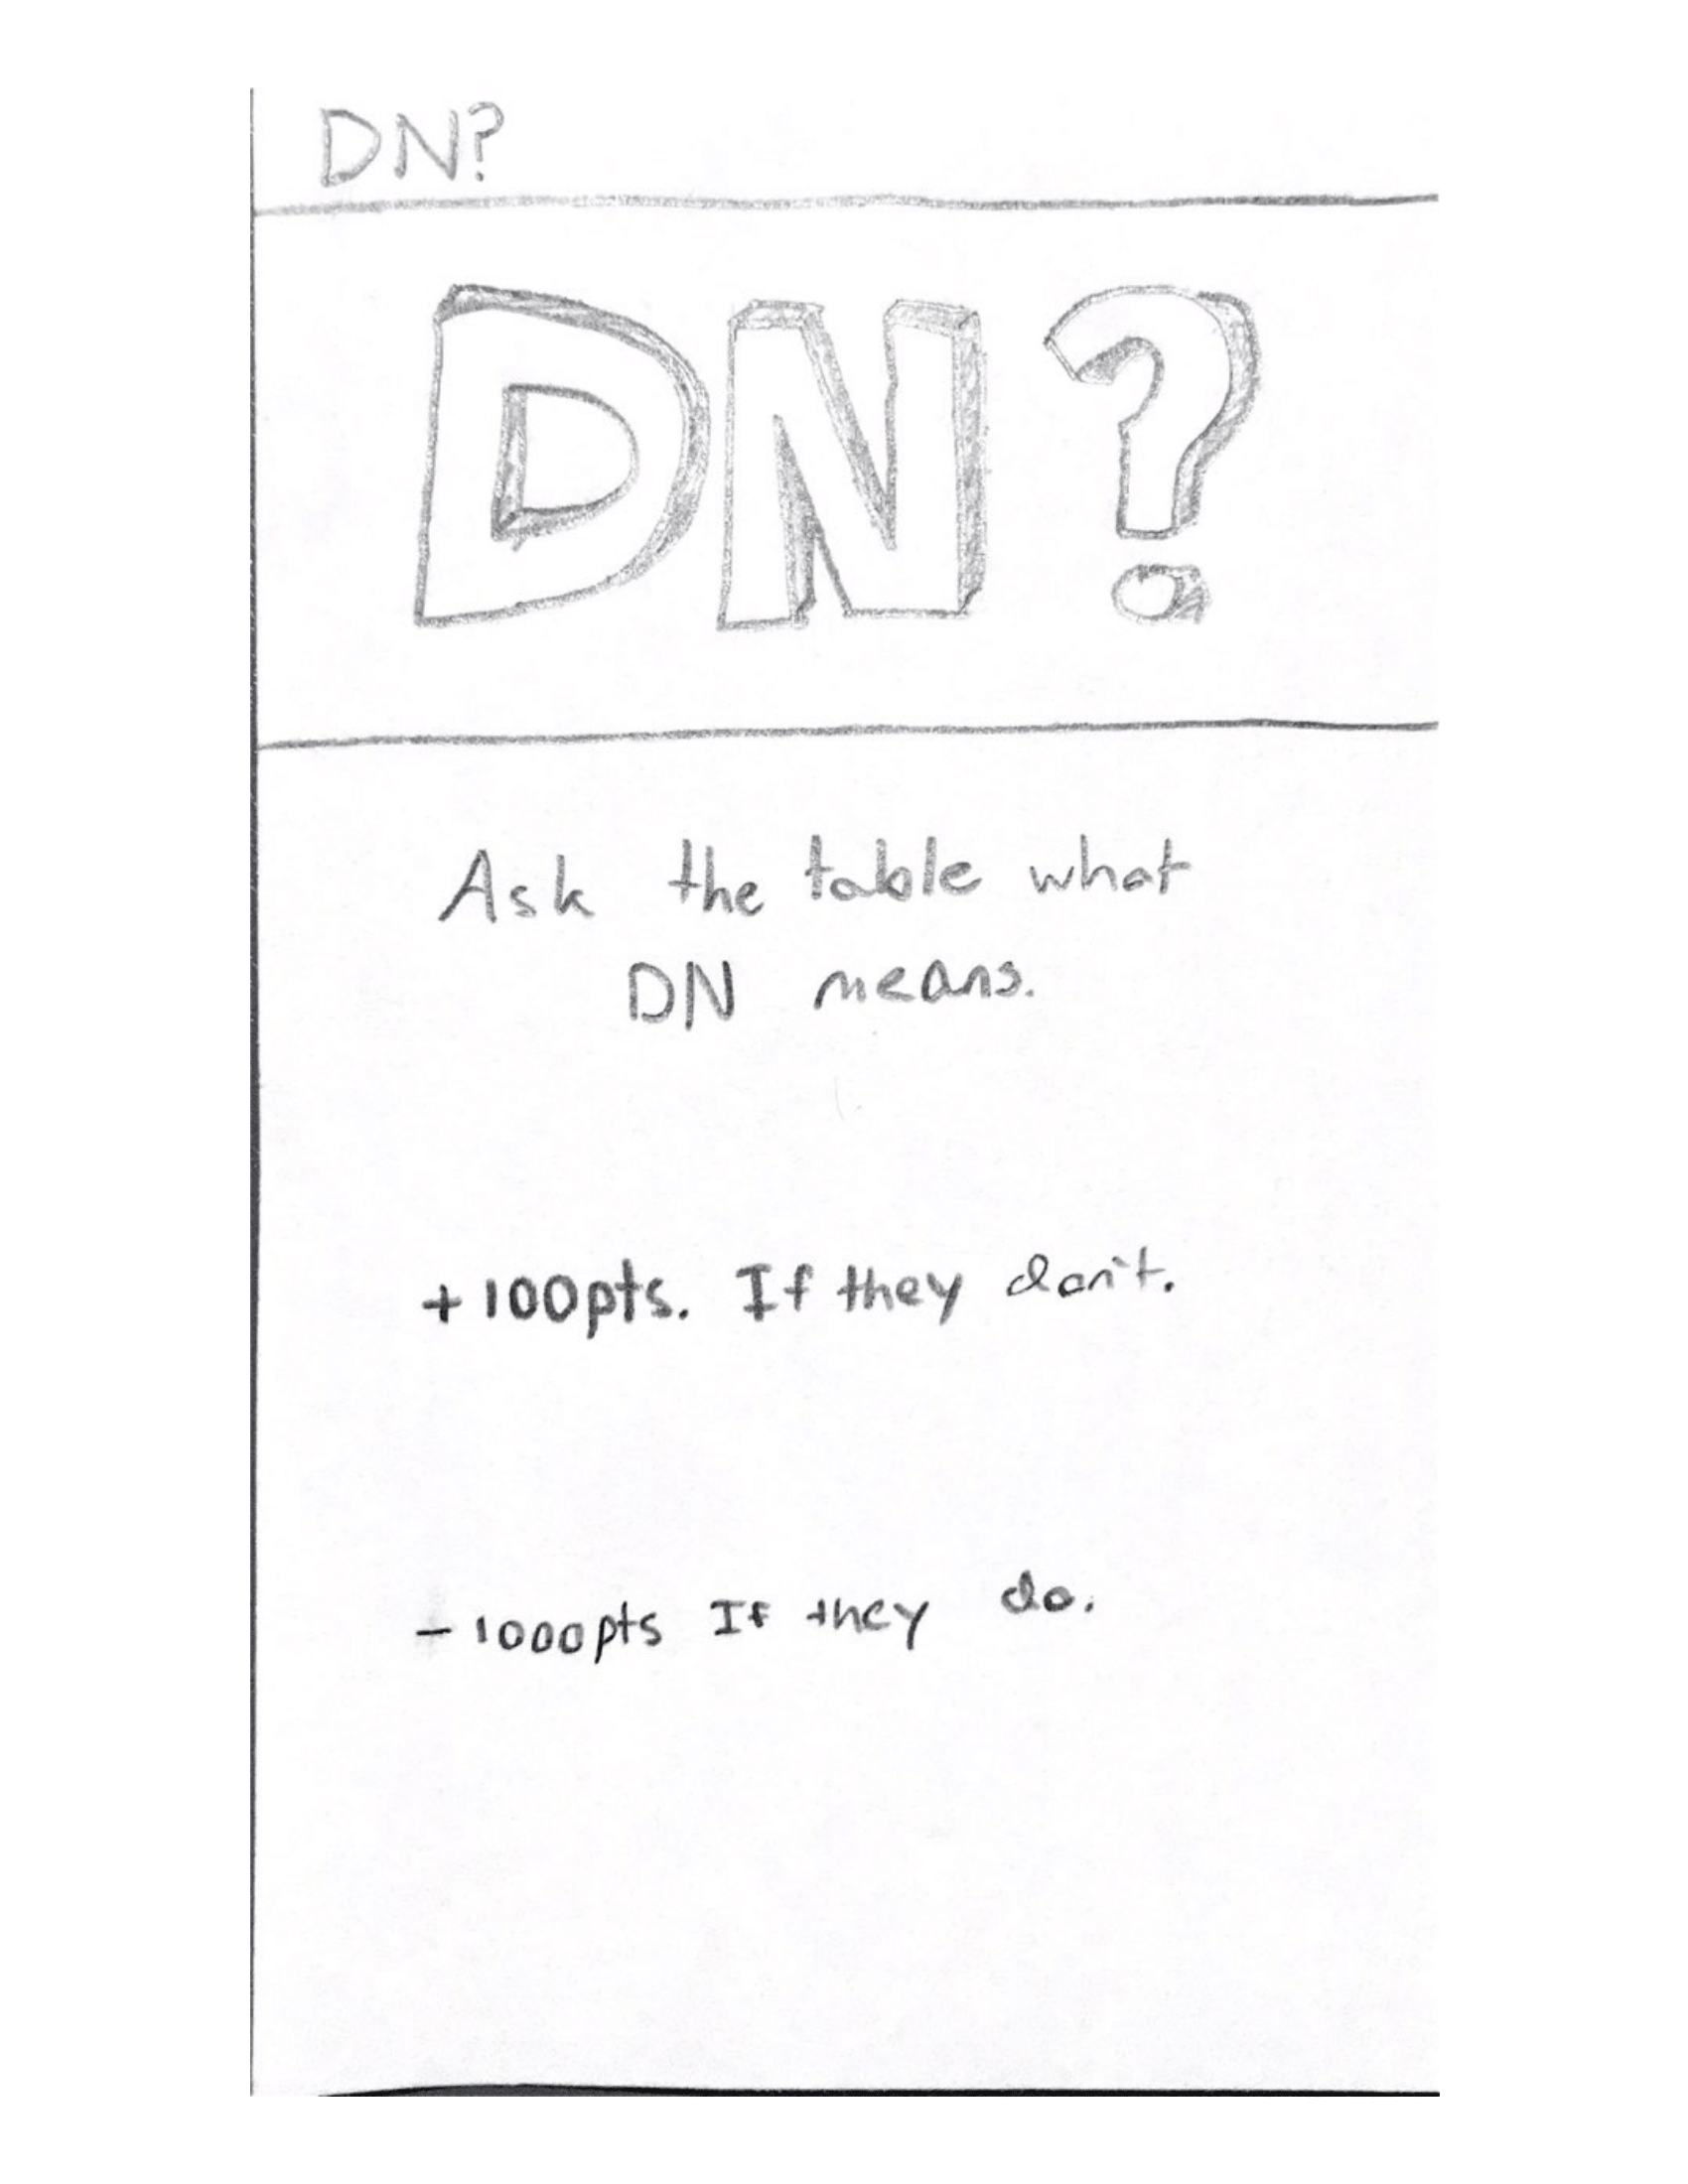 DN?
DN?
Ask the table what
DN means.
+100pts. If they don't.
-1000pts If they do.